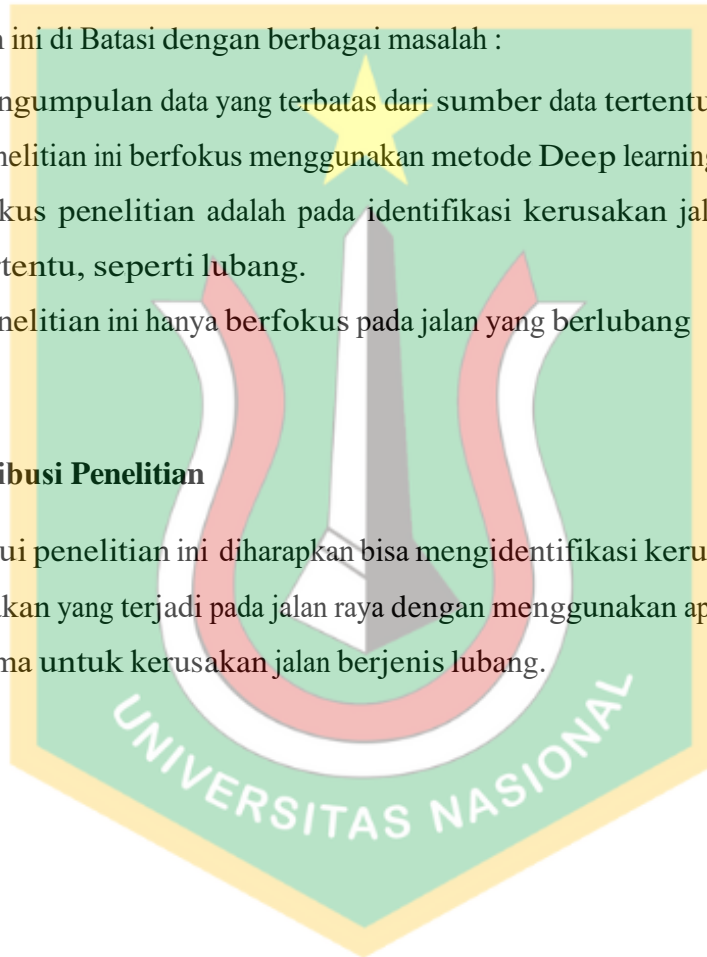 ini di Batasi dengan berbagai masalah :
ngumpulan data yang terbatas dari sumber data tertentu
nelitian ini berfokus menggunakan metode Deep learning
kus penelitian adalah pada identifikasi kerusakan jal
rtentu, seperti lubang.
nelitian ini hanya berfokus pada jalan yang berlubang
ibusi Penelitian
ui penelitian ini diharapkan bisa mengidentifikasi keru
akan yang terjadi pada jalan raya dengan menggunakan ap
ma untuk kerusakan jalan berjenis lubang.
UNIVERSITAS NASIONAL